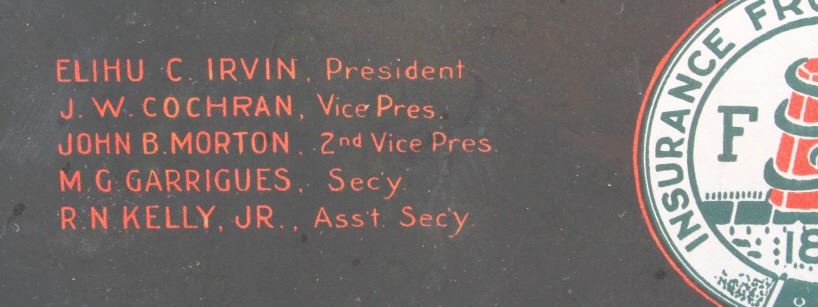 ELIHU C. IRVIN, President
J. W. COCHRAN, Vice Pres.
JOHN B. MORTON, 2nd Vice Pres.
M. G. GARRIGUES, Sec'y.
R. N. KELLY, JR., Ass't. Sec'y.
INSURANCE
F
18